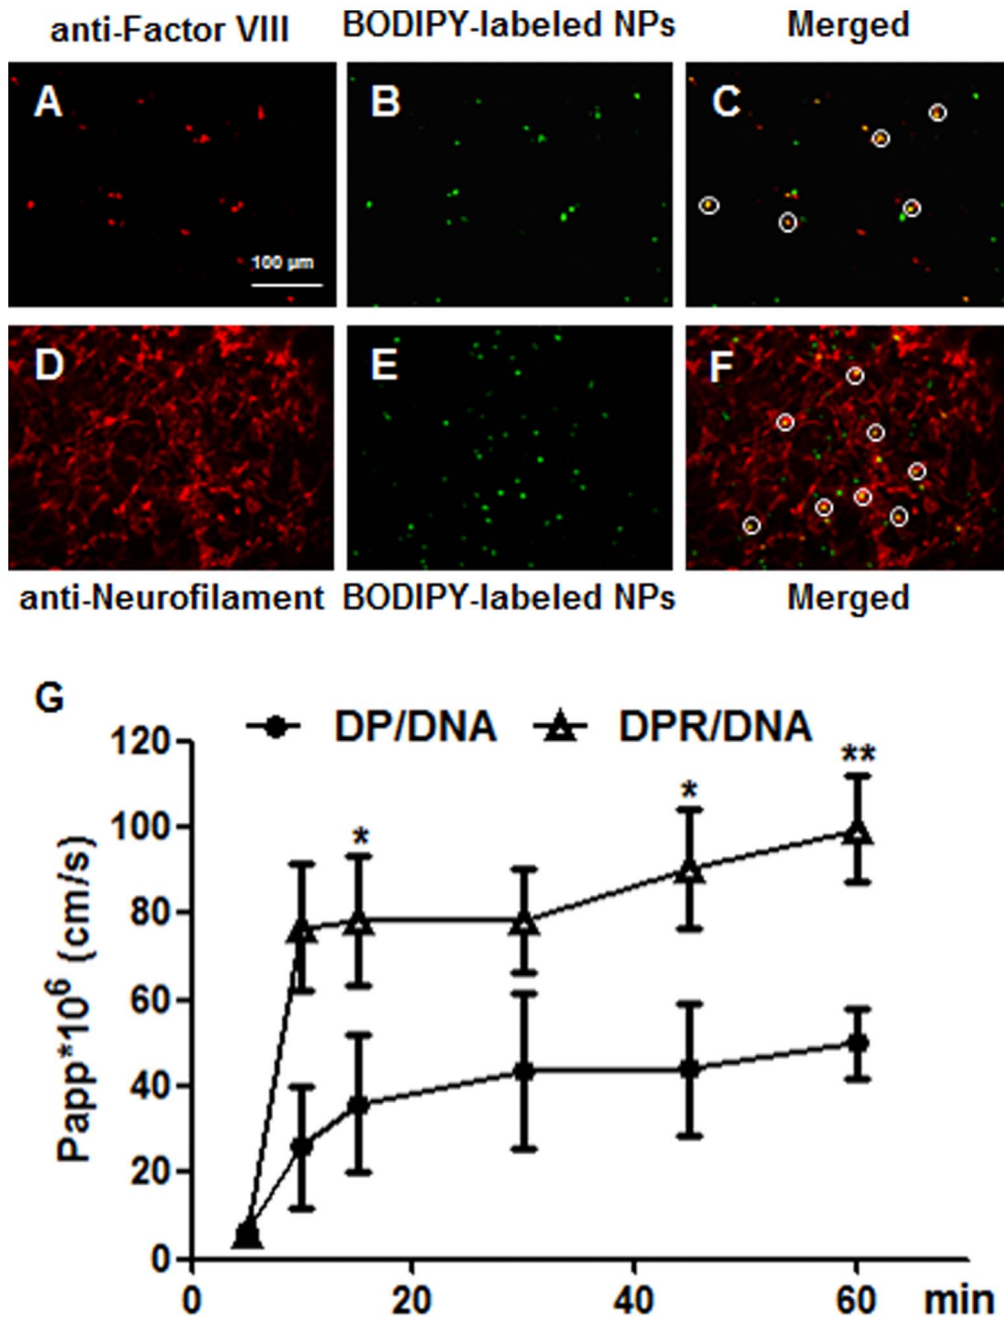 anti-Factor VIII BODIPY-labeled NPs Merged
A B C
100 µm
D E F
anti-Neurofilament BODIPY-labeled NPs Merged
G
DP/DNA DPR/DNA
120
100
80
60
40
20
0
Papp*10⁶ (cm/s)
* * **
0 20 40 60 min